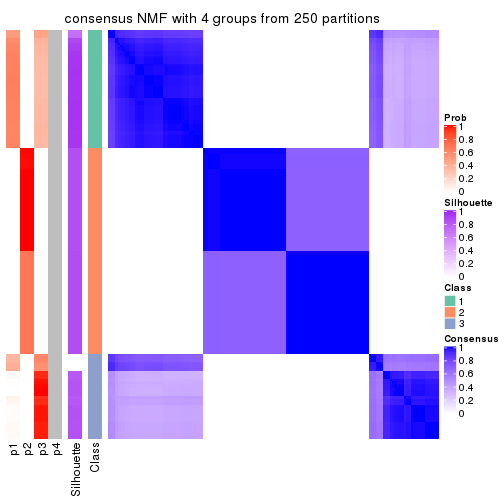 consensus NMF with 4 groups from 250 partitions
Prob
1
0.8
0.6
0.4
0.2
0
Silhouette
1
0.8
0.6
0.4
0.2
0
Class
1
2
3
Consensus
1
0.8
0.6
0.4
0.2
0
p1
p2
p3
p4
Silhouette
Class